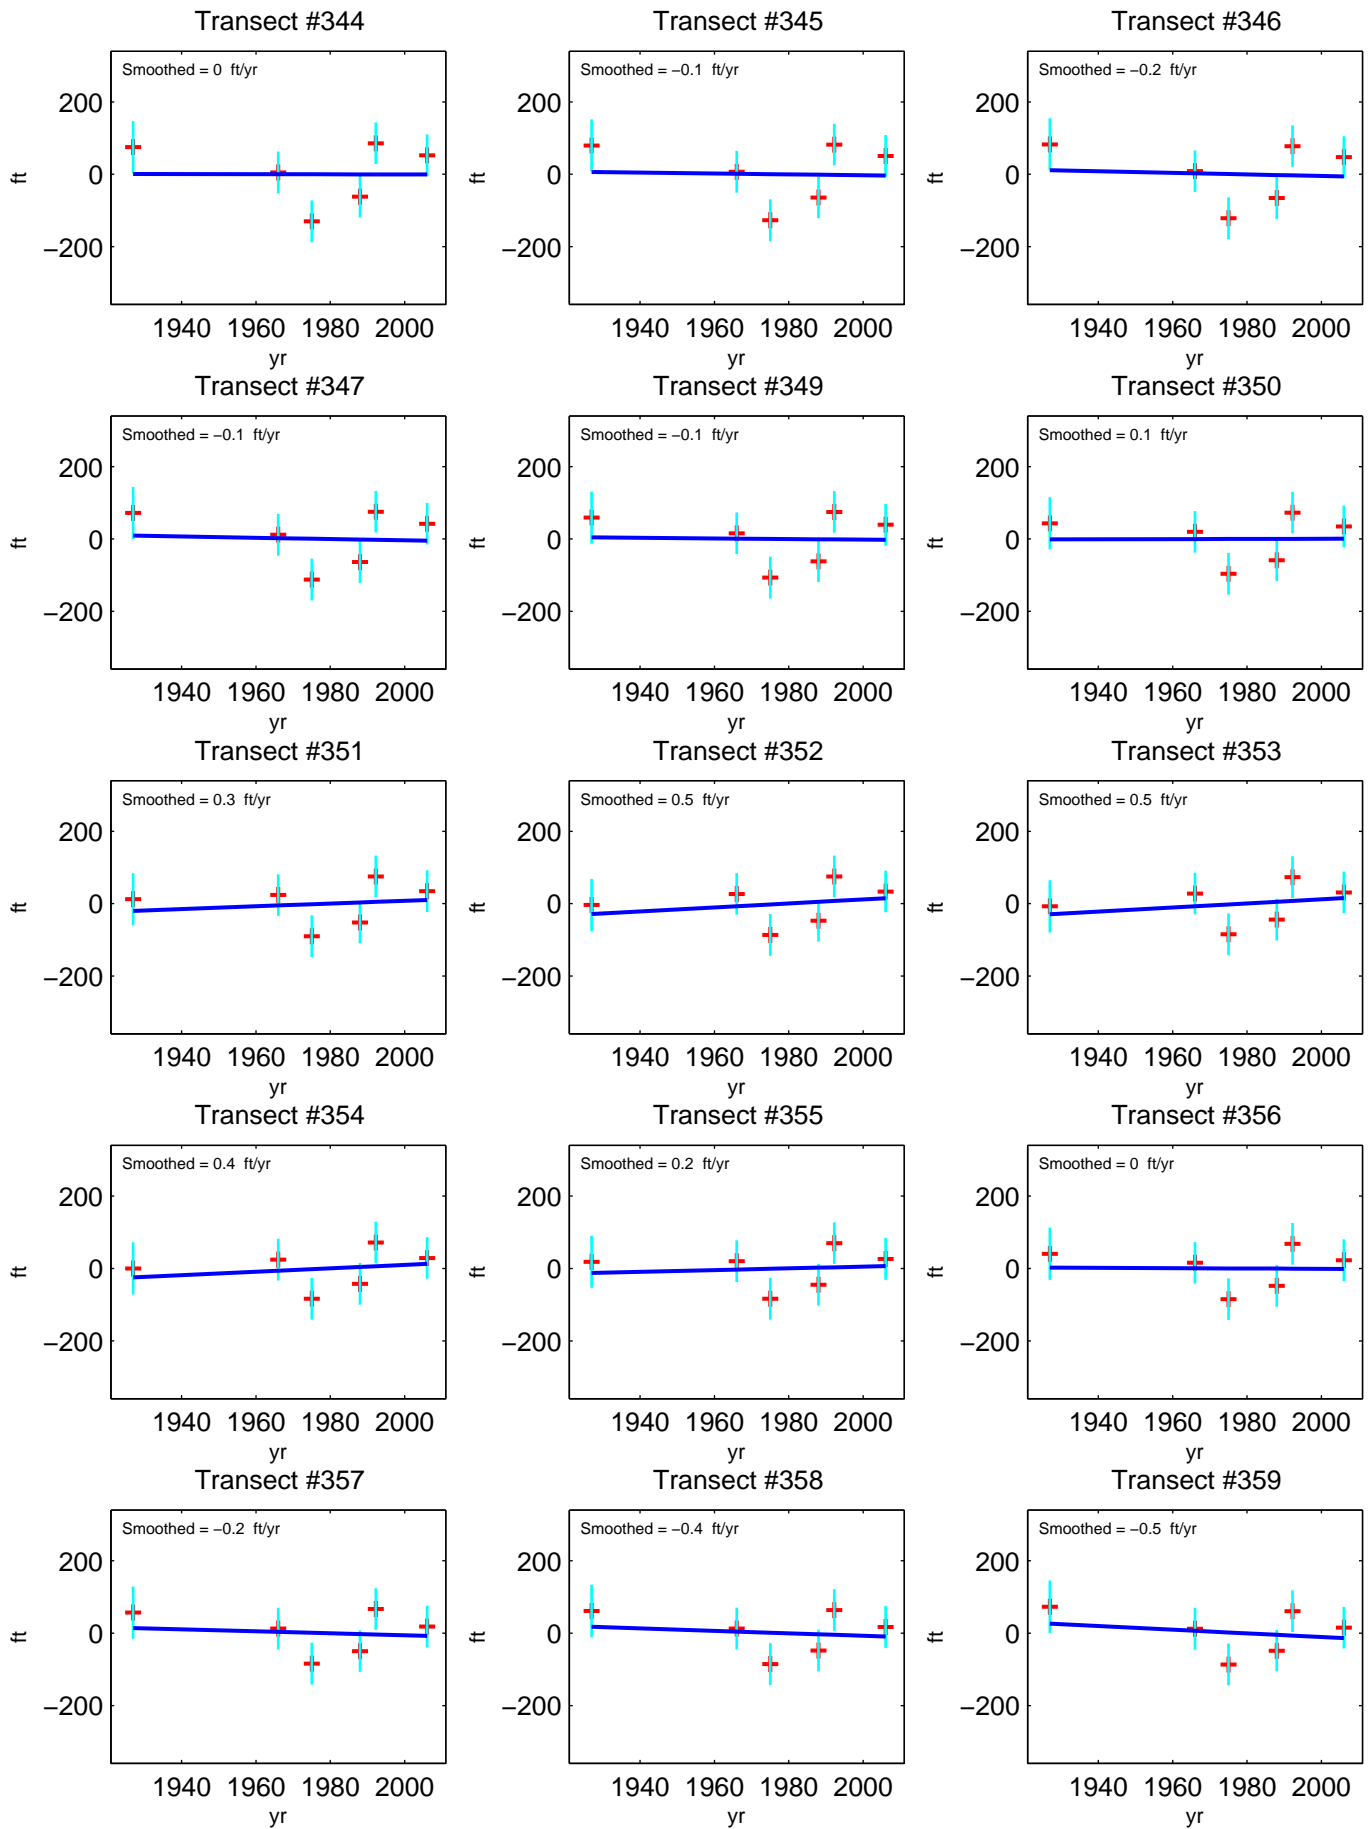 Transect #344
Transect #345
Transect #346
Smoothed = 0 ft/yr
Smoothed = −0.1 ft/yr
Smoothed = −0.2 ft/yr
200
0
−200
ft
200
0
−200
ft
200
0
−200
ft
1940 1960 1980 2000
1940 1960 1980 2000
1940 1960 1980 2000
yr
yr
yr
Transect #347
Transect #349
Transect #350
Smoothed = −0.1 ft/yr
Smoothed = −0.1 ft/yr
Smoothed = 0.1 ft/yr
200
0
−200
ft
200
0
−200
ft
200
0
−200
ft
1940 1960 1980 2000
1940 1960 1980 2000
1940 1960 1980 2000
yr
yr
yr
Transect #351
Transect #352
Transect #353
Smoothed = 0.3 ft/yr
Smoothed = 0.5 ft/yr
Smoothed = 0.5 ft/yr
200
0
−200
ft
200
0
−200
ft
200
0
−200
ft
1940 1960 1980 2000
1940 1960 1980 2000
1940 1960 1980 2000
yr
yr
yr
Transect #354
Transect #355
Transect #356
Smoothed = 0.4 ft/yr
Smoothed = 0.2 ft/yr
Smoothed = 0 ft/yr
200
0
−200
ft
200
0
−200
ft
200
0
−200
ft
1940 1960 1980 2000
1940 1960 1980 2000
1940 1960 1980 2000
yr
yr
yr
Transect #357
Transect #358
Transect #359
Smoothed = −0.2 ft/yr
Smoothed = −0.4 ft/yr
Smoothed = −0.5 ft/yr
200
0
−200
ft
200
0
−200
ft
200
0
−200
ft
1940 1960 1980 2000
1940 1960 1980 2000
1940 1960 1980 2000
yr
yr
yr